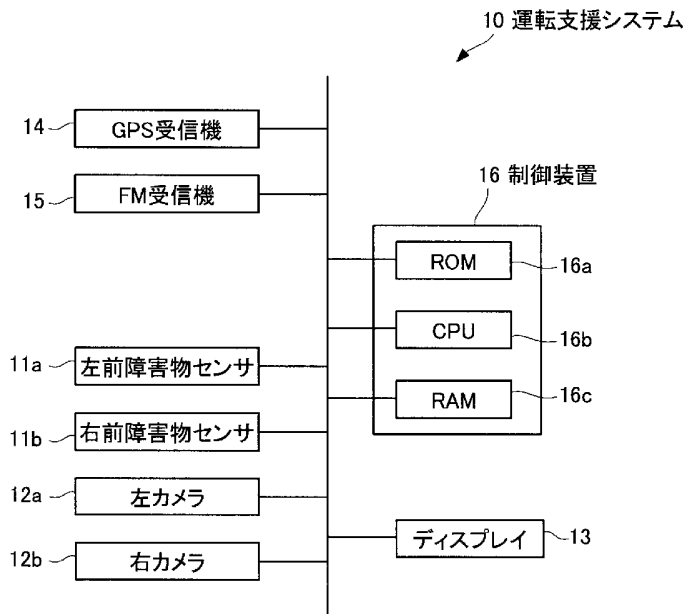 10 運転支援システム
14
GPS受信機
15
FM受信機
16 制御装置
ROM
16a
CPU
16b
RAM
16c
11a
左前障害物センサ
11b
右前障害物センサ
12a
左カメラ
12b
右カメラ
ディスプレイ
13